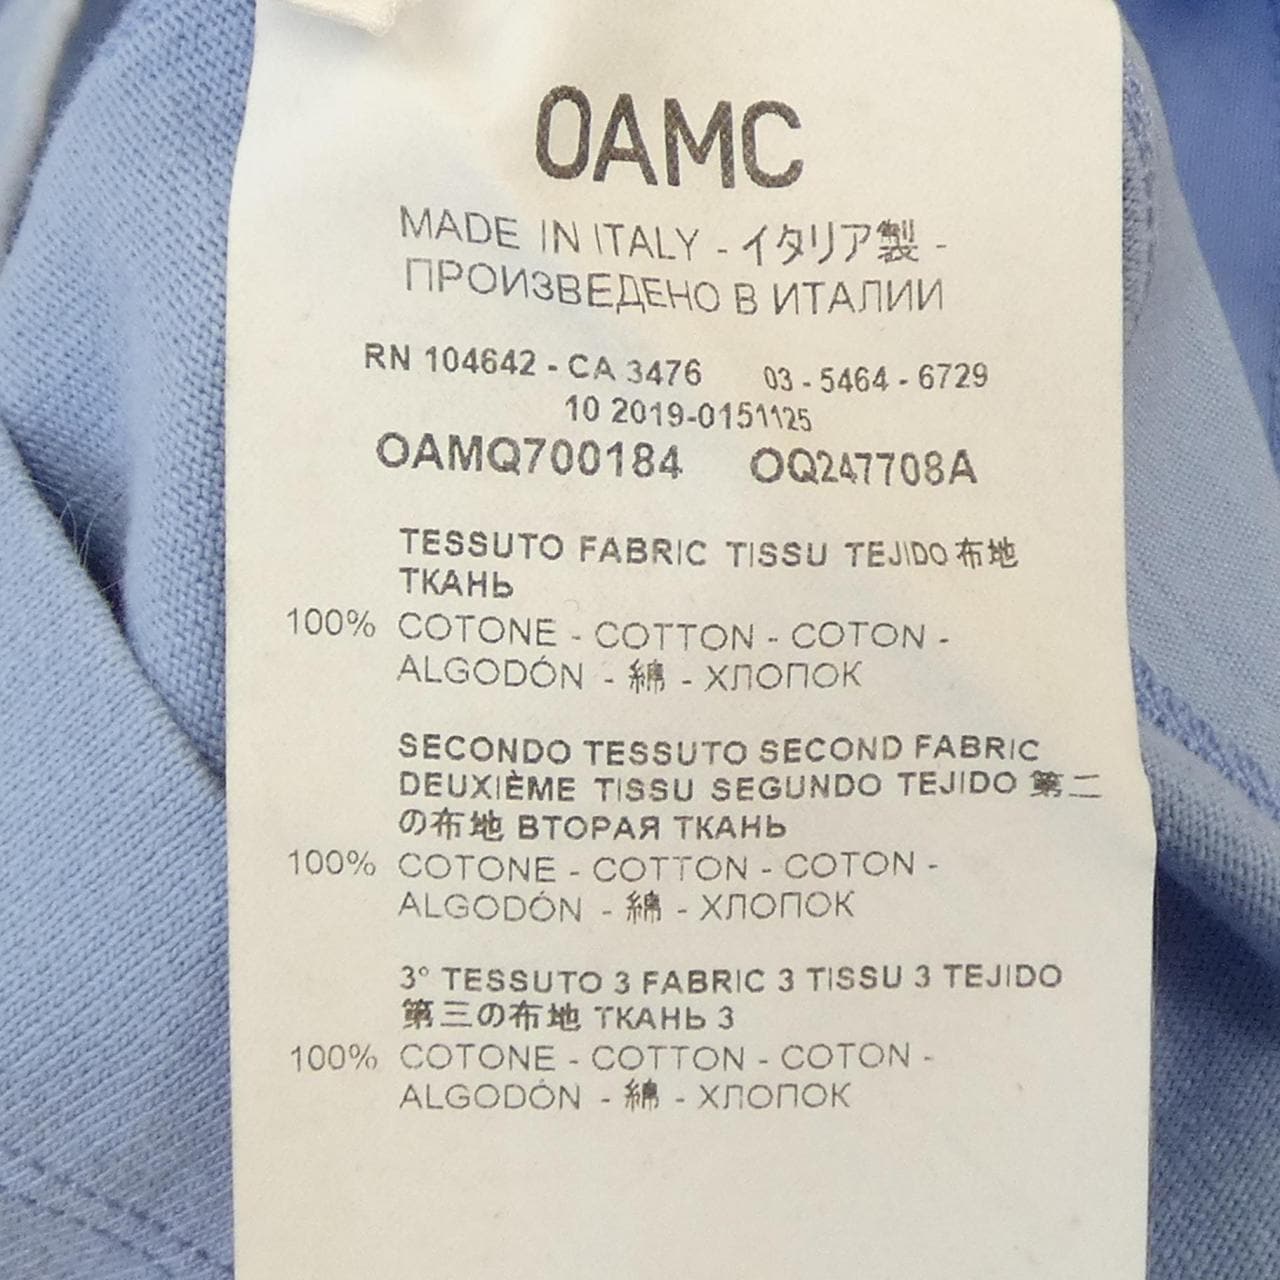 OAMC
MADE IN ITALY - イタリア製 -
ПРОИЗВЕДЕНО В ИТАЛИИ
RN 104642 - CA 3476 03 - 5464 - 6729
10 2019-0151125
OAMQ700184 OQ247708A
TESSUTO FABRIC TISSU TEJIDO 布地
ТКАНЬ
100% COTONE - COTTON - COTON -
ALGODÓN - 綿 - ХЛОПОК
SECONDO TESSUTO SECOND FABRIC
DEUXIÈME TISSU SEGUNDO TEJIDO 第二
の布地 ВТОРАЯ ТКАНЬ
100% COTONE - COTTON - COTON -
ALGODÓN - 綿 - ХЛОПОК
3° TESSUTO 3 FABRIC 3 TISSU 3 TEJIDO
第三の布地 ТКАНЬ 3
100% COTONE - COTTON - COTON -
ALGODÓN - 綿 - ХЛОПОК